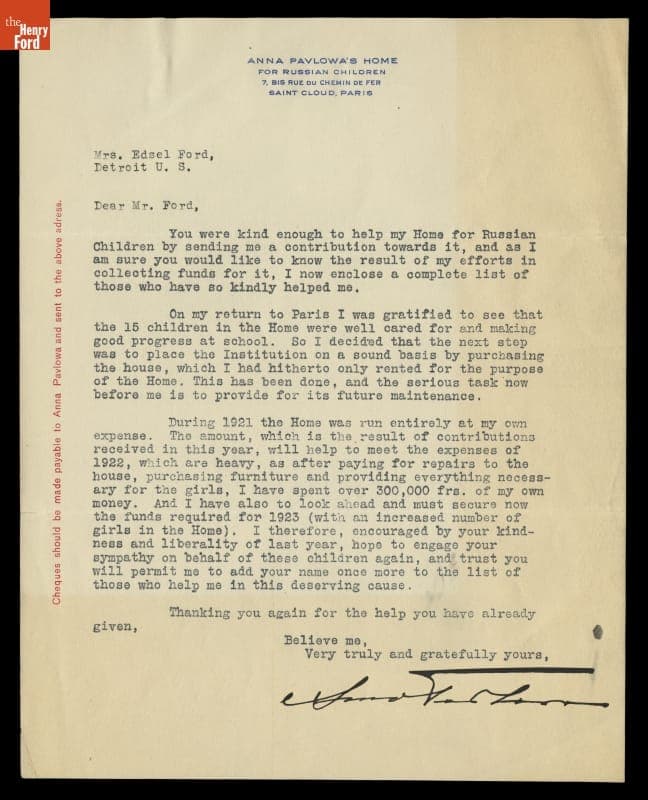 the
Henry
Ford
ANNA PAVLOWA'S HOME
FOR RUSSIAN CHILDREN
7, BIS RUE DU CHEMIN DE FER
SAINT CLOUD, PARIS
Mrs. Edsel Ford,
Detroit U. S.
Dear Mr. Ford,
You were kind enough to help my Home for Russian
Children by sending me a contribution towards it, and as I
am sure you would like to know the result of my efforts in
collecting funds for it, I now enclose a complete list of
those who have so kindly helped me.
On my return to Paris I was gratified to see that
the 15 children in the Home were well cared for and making
good progress at school. So I decided that the next step
was to place the Institution on a sound basis by purchasing
the house, which I had hitherto only rented for the purpose
of the Home. This has been done, and the serious task now
before me is to provide for its future maintenance.
During 1921 the Home was run entirely at my own
expense. The amount, which is the result of contributions
received in this year, will help to meet the expenses of
1922, which are heavy, as after paying for repairs to the
house, purchasing furniture and providing everything necess-
ary for the girls, I have spent over 300,000 frs. of my own
money. And I have also to look ahead and must secure now
the funds required for 1923 (with an increased number of
girls in the Home). I therefore, encouraged by your kind-
ness and liberality of last year, hope to engage your
sympathy on behalf of these children again, and trust you
will permit me to add your name once more to the list of
those who help me in this deserving cause.
Thanking you again for the help you have already
given,
Believe me,
Very truly and gratefully yours,
Anna Pavlowa
Cheques should be made payable to Anna Pavlowa and sent to the above adress.